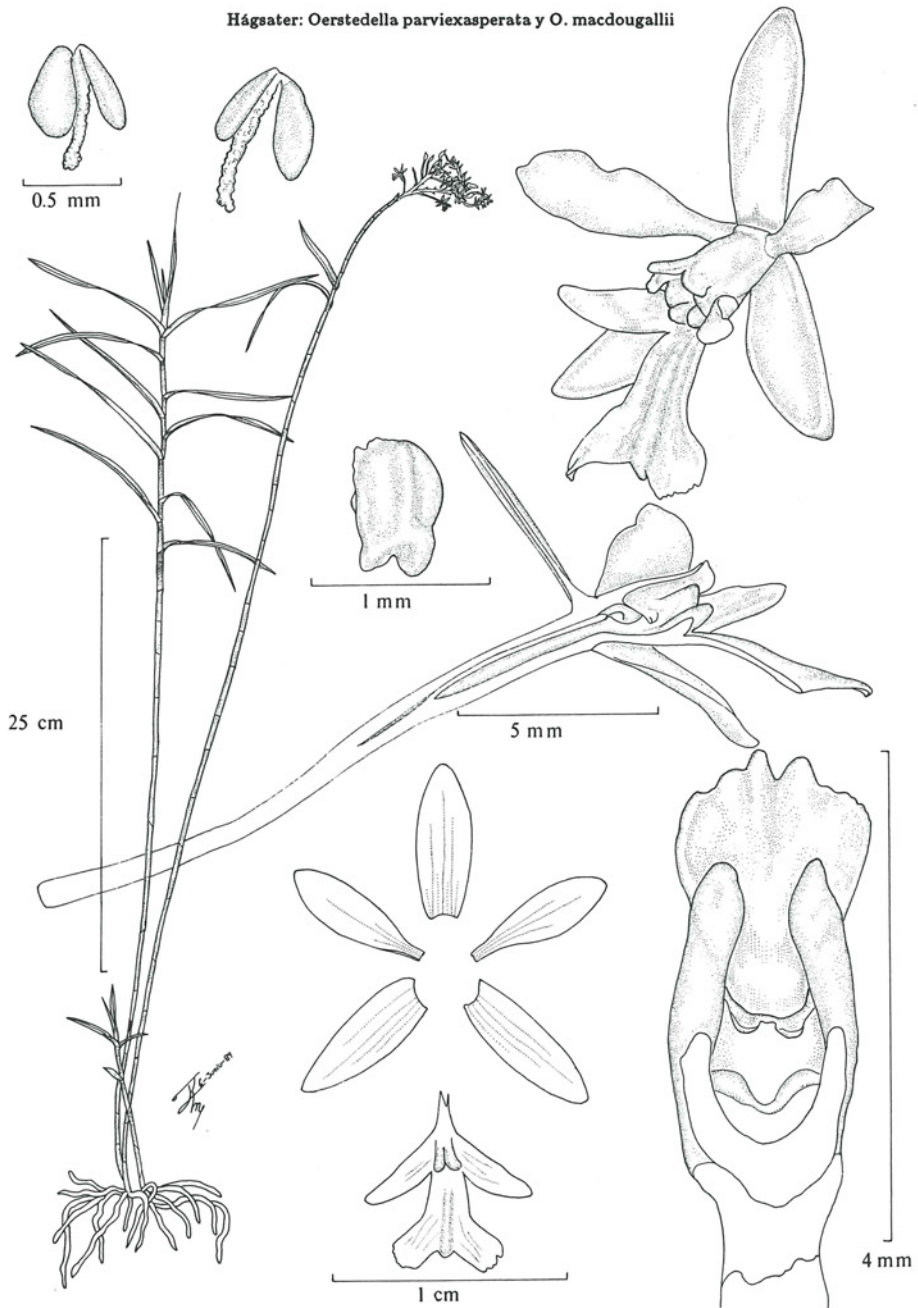 Hágsater: Oerstedella parviexasperata y O. macdougallii
0.5 mm
1 mm
25 cm
5 mm
4 mm
1 cm